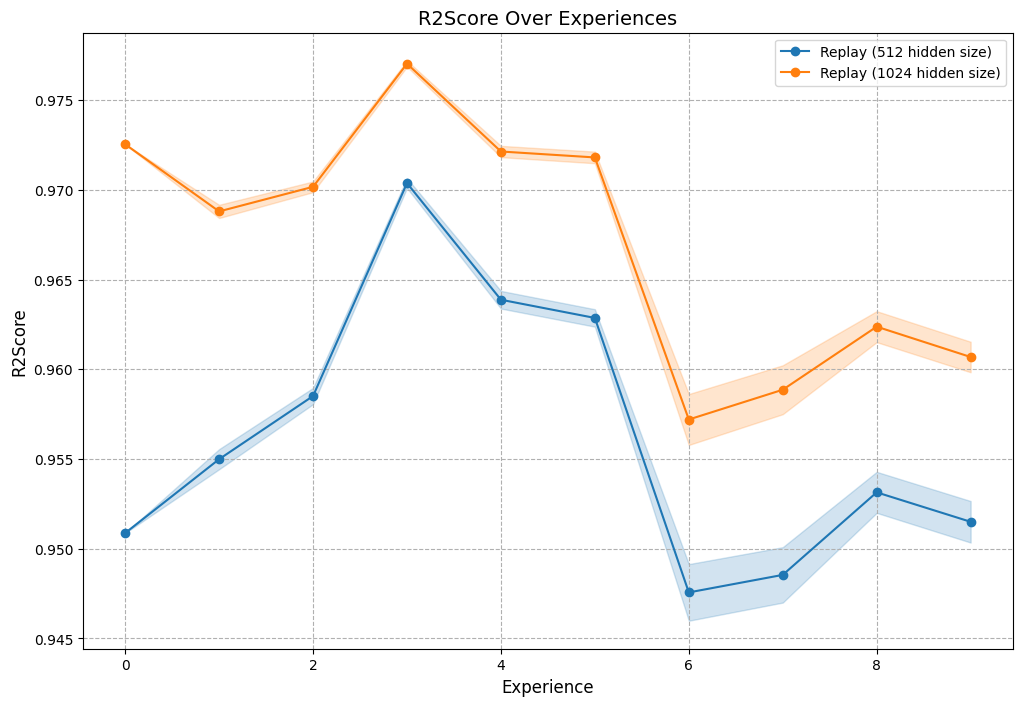 R2Score Over Experiences
Replay (512 hidden size)
Replay (1024 hidden size)
R2Score
0.975
0.970
0.965
0.960
0.955
0.950
0.945
0
2
4
6
8
Experience